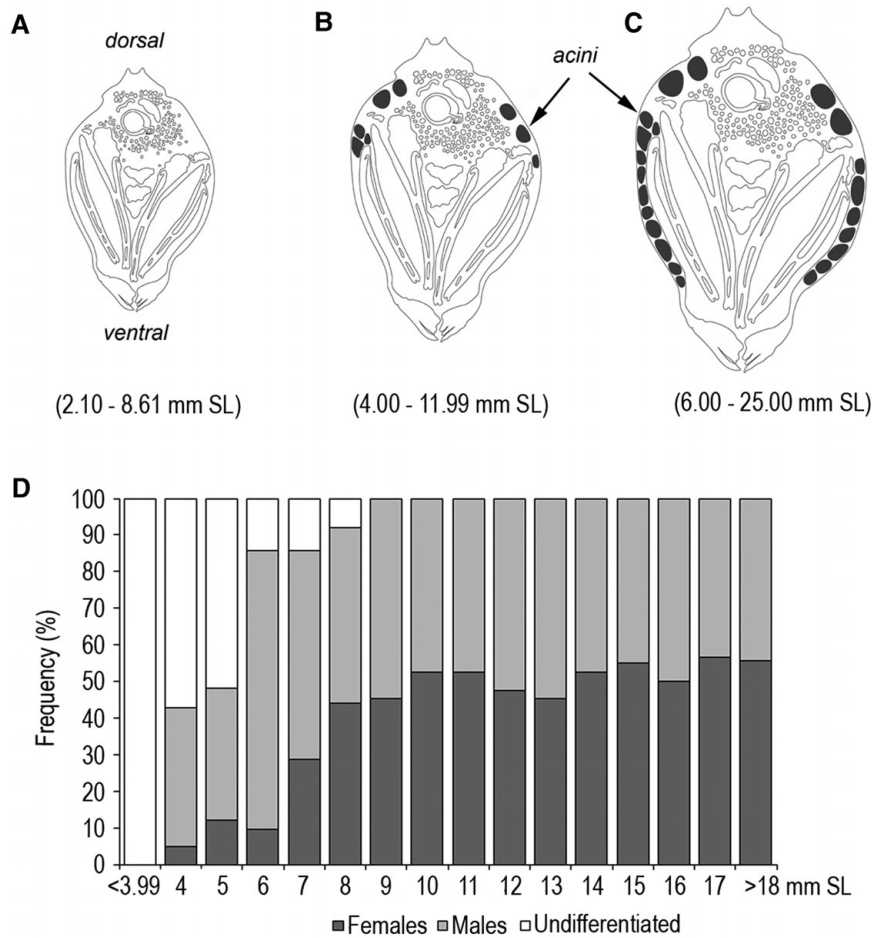 A
B
C
dorsal
acini
ventral
(2.10 - 8.61 mm SL)
(4.00 - 11.99 mm SL)
(6.00 - 25.00 mm SL)
D
Frequency (%)
100
90
80
70
60
50
40
30
20
10
0
<3.99 4 5 6 7 8 9 10 11 12 13 14 15 16 17 >18 mm SL
Females Males Undifferentiated